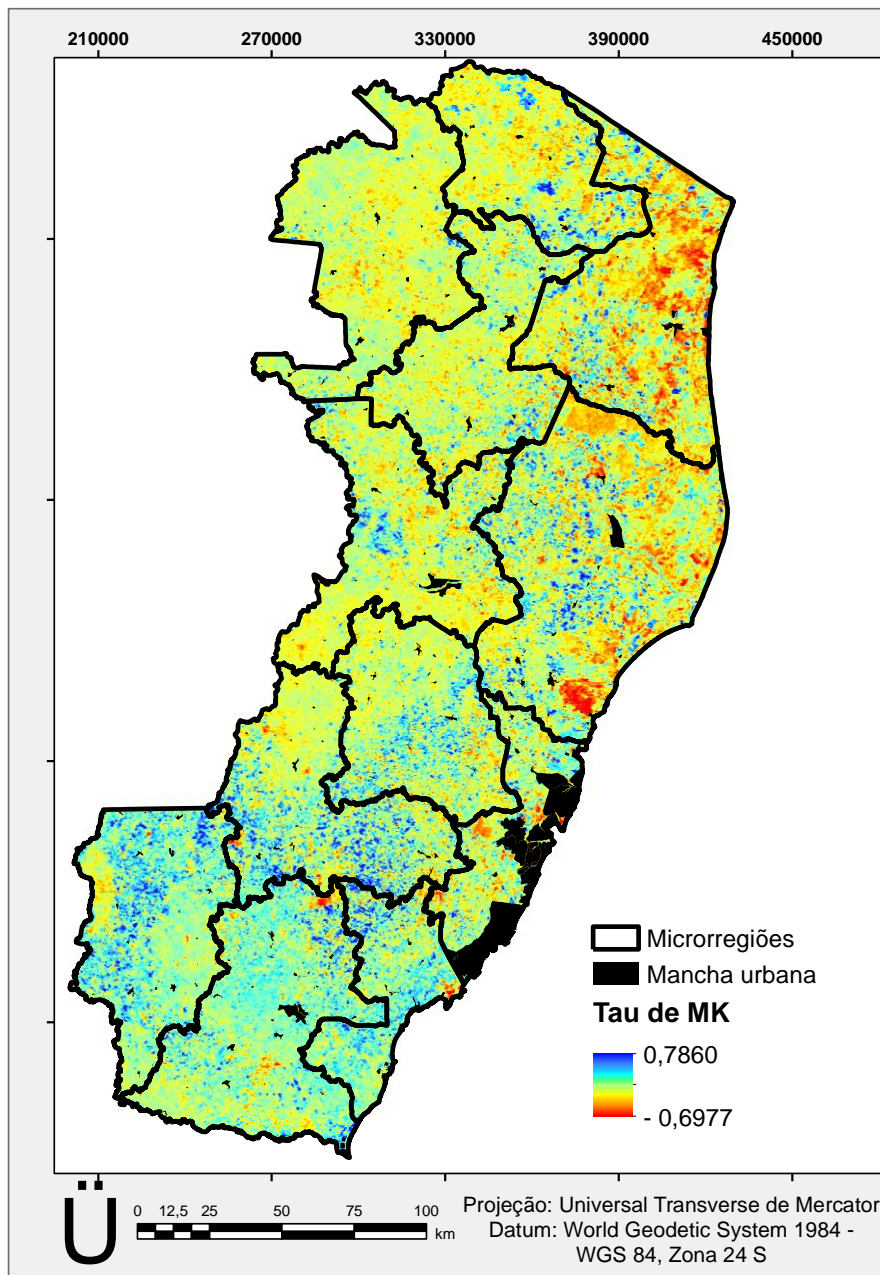 210000 270000 330000 390000 450000
Microrregiões
Mancha urbana
Tau de MK
0,7860
- 0,6977
Ü
0 12,5 25 50 75 100
km
Projeção: Universal Transverse de Mercator
Datum: World Geodetic System 1984 -
WGS 84, Zona 24 S